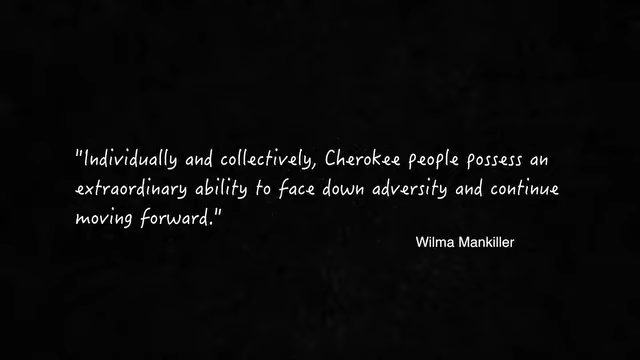 "Individually and collectively, Cherokee people possess an
extraordinary ability to face down adversity and continue
moving forward."
Wilma Mankiller